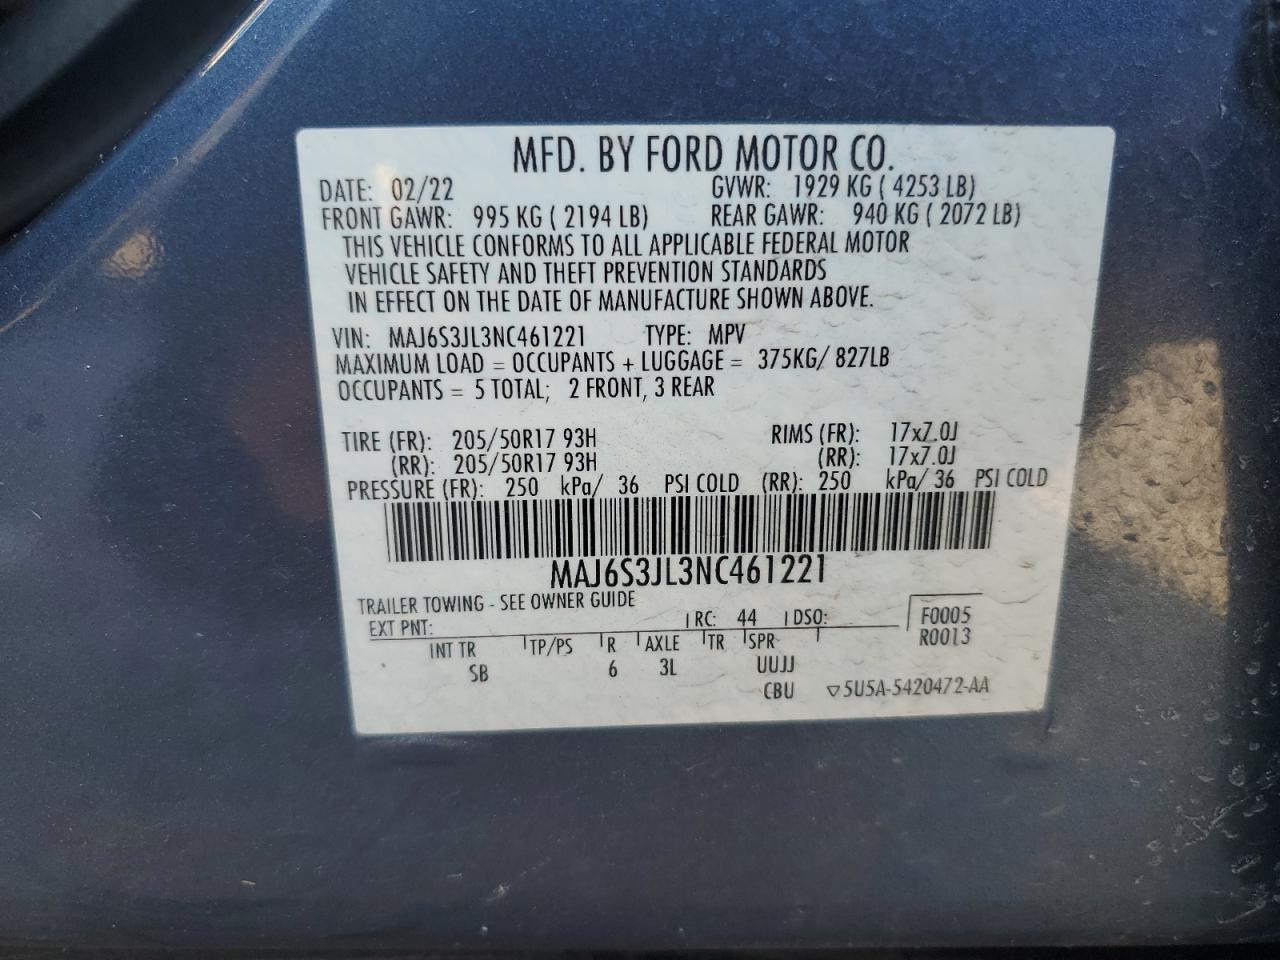 MFD. BY FORD MOTOR CO.
DATE: 02/22 GVWR: 1929 KG ( 4253 LB)
FRONT GAWR: 995 KG ( 2194 LB) REAR GAWR: 940 KG ( 2072 LB)
THIS VEHICLE CONFORMS TO ALL APPLICABLE FEDERAL MOTOR
VEHICLE SAFETY AND THEFT PREVENTION STANDARDS
IN EFFECT ON THE DATE OF MANUFACTURE SHOWN ABOVE.
VIN: MAJ6S3JL3NC461221 TYPE: MPV
MAXIMUM LOAD = OCCUPANTS + LUGGAGE = 375KG/ 827LB
OCCUPANTS = 5 TOTAL; 2 FRONT, 3 REAR
TIRE (FR): 205/50R17 93H RIMS (FR): 17x7.0J
(RR): 205/50R17 93H (RR): 17x7.0J
PRESSURE (FR): 250 kPa/ 36 PSI COLD (RR): 250 kPa/ 36 PSI COLD
MAJ6S3JL3NC461221
TRAILER TOWING - SEE OWNER GUIDE
EXT PNT: RC: 44 DSO: F0005
INT TR TP/PS R AXLE TR SPR R0013
SB 6 3L UUJJ
CBU ▽5U5A-5420472-AA